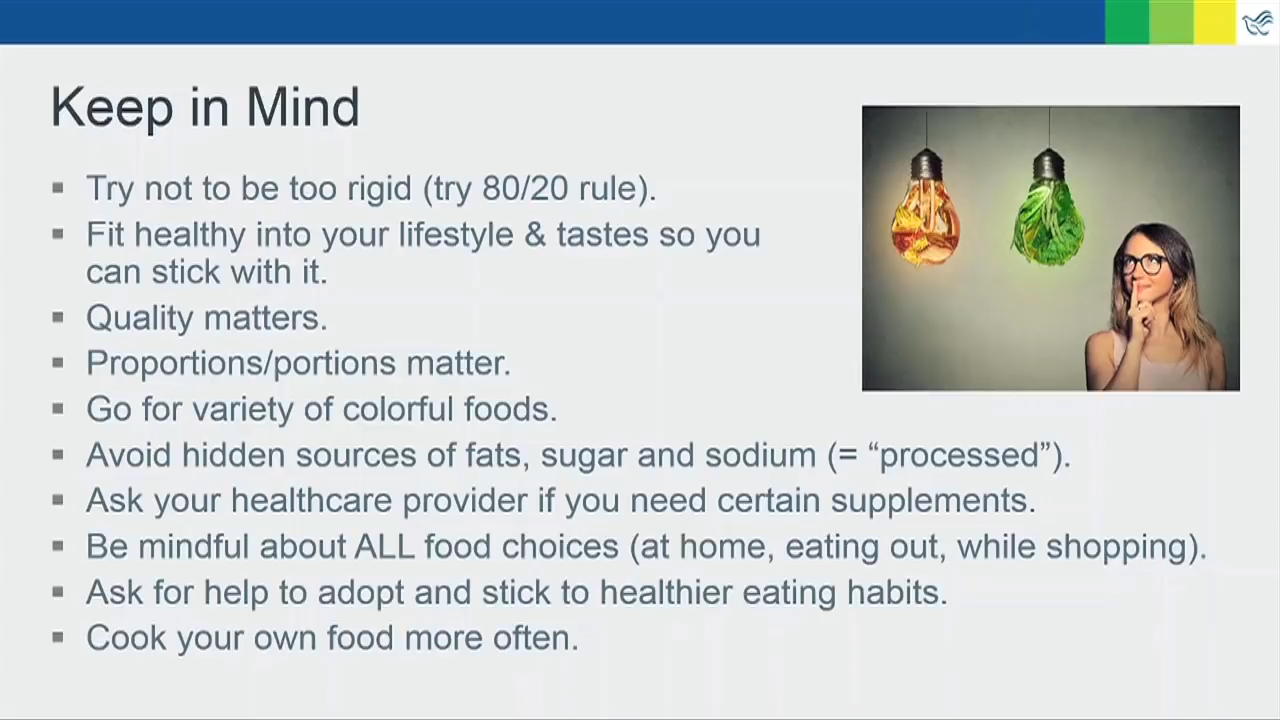 Keep in Mind
▪ Try not to be too rigid (try 80/20 rule).
▪ Fit healthy into your lifestyle & tastes so you
can stick with it.
▪ Quality matters.
▪ Proportions/portions matter.
▪ Go for variety of colorful foods.
▪ Avoid hidden sources of fats, sugar and sodium (= “processed”).
▪ Ask your healthcare provider if you need certain supplements.
▪ Be mindful about ALL food choices (at home, eating out, while shopping).
▪ Ask for help to adopt and stick to healthier eating habits.
▪ Cook your own food more often.